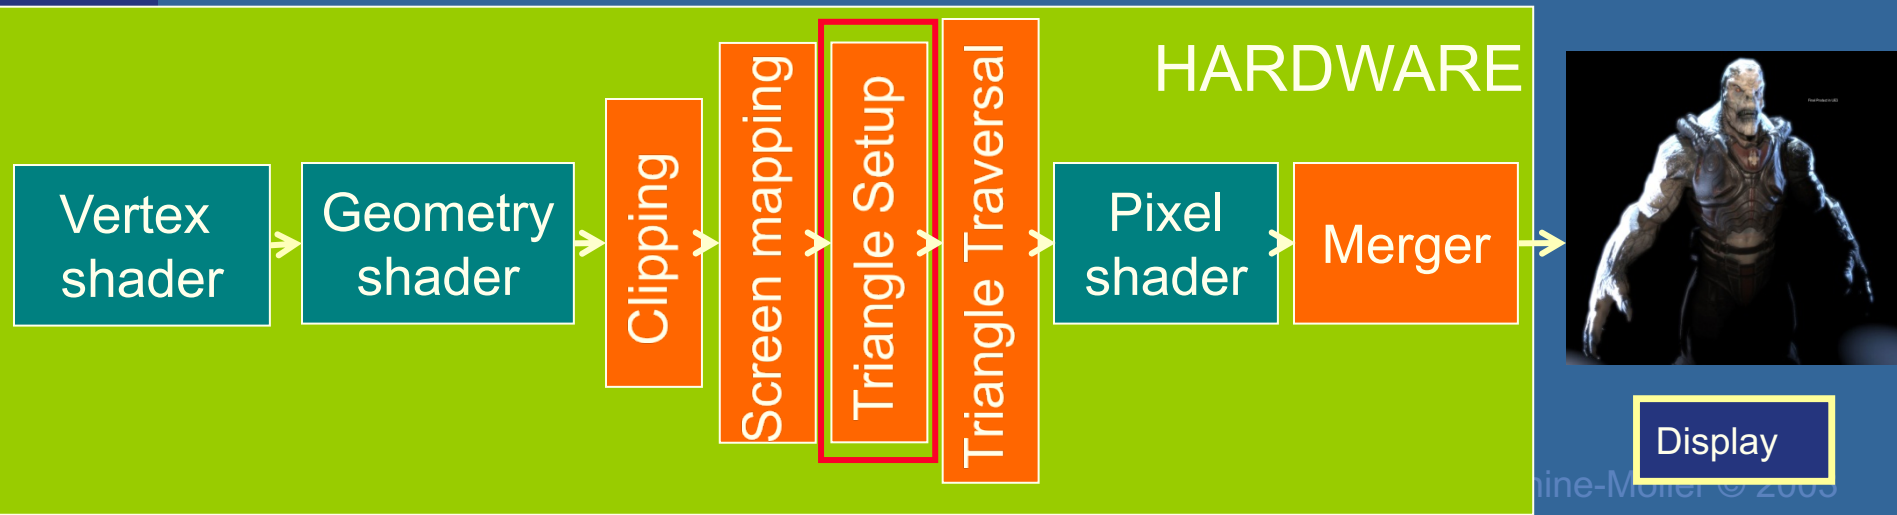 HARDWARE
Vertex
shader
Geometry
shader
Clipping
Screen mapping
Triangle Setup
Triangle Traversal
Pixel
shader
Merger
Display